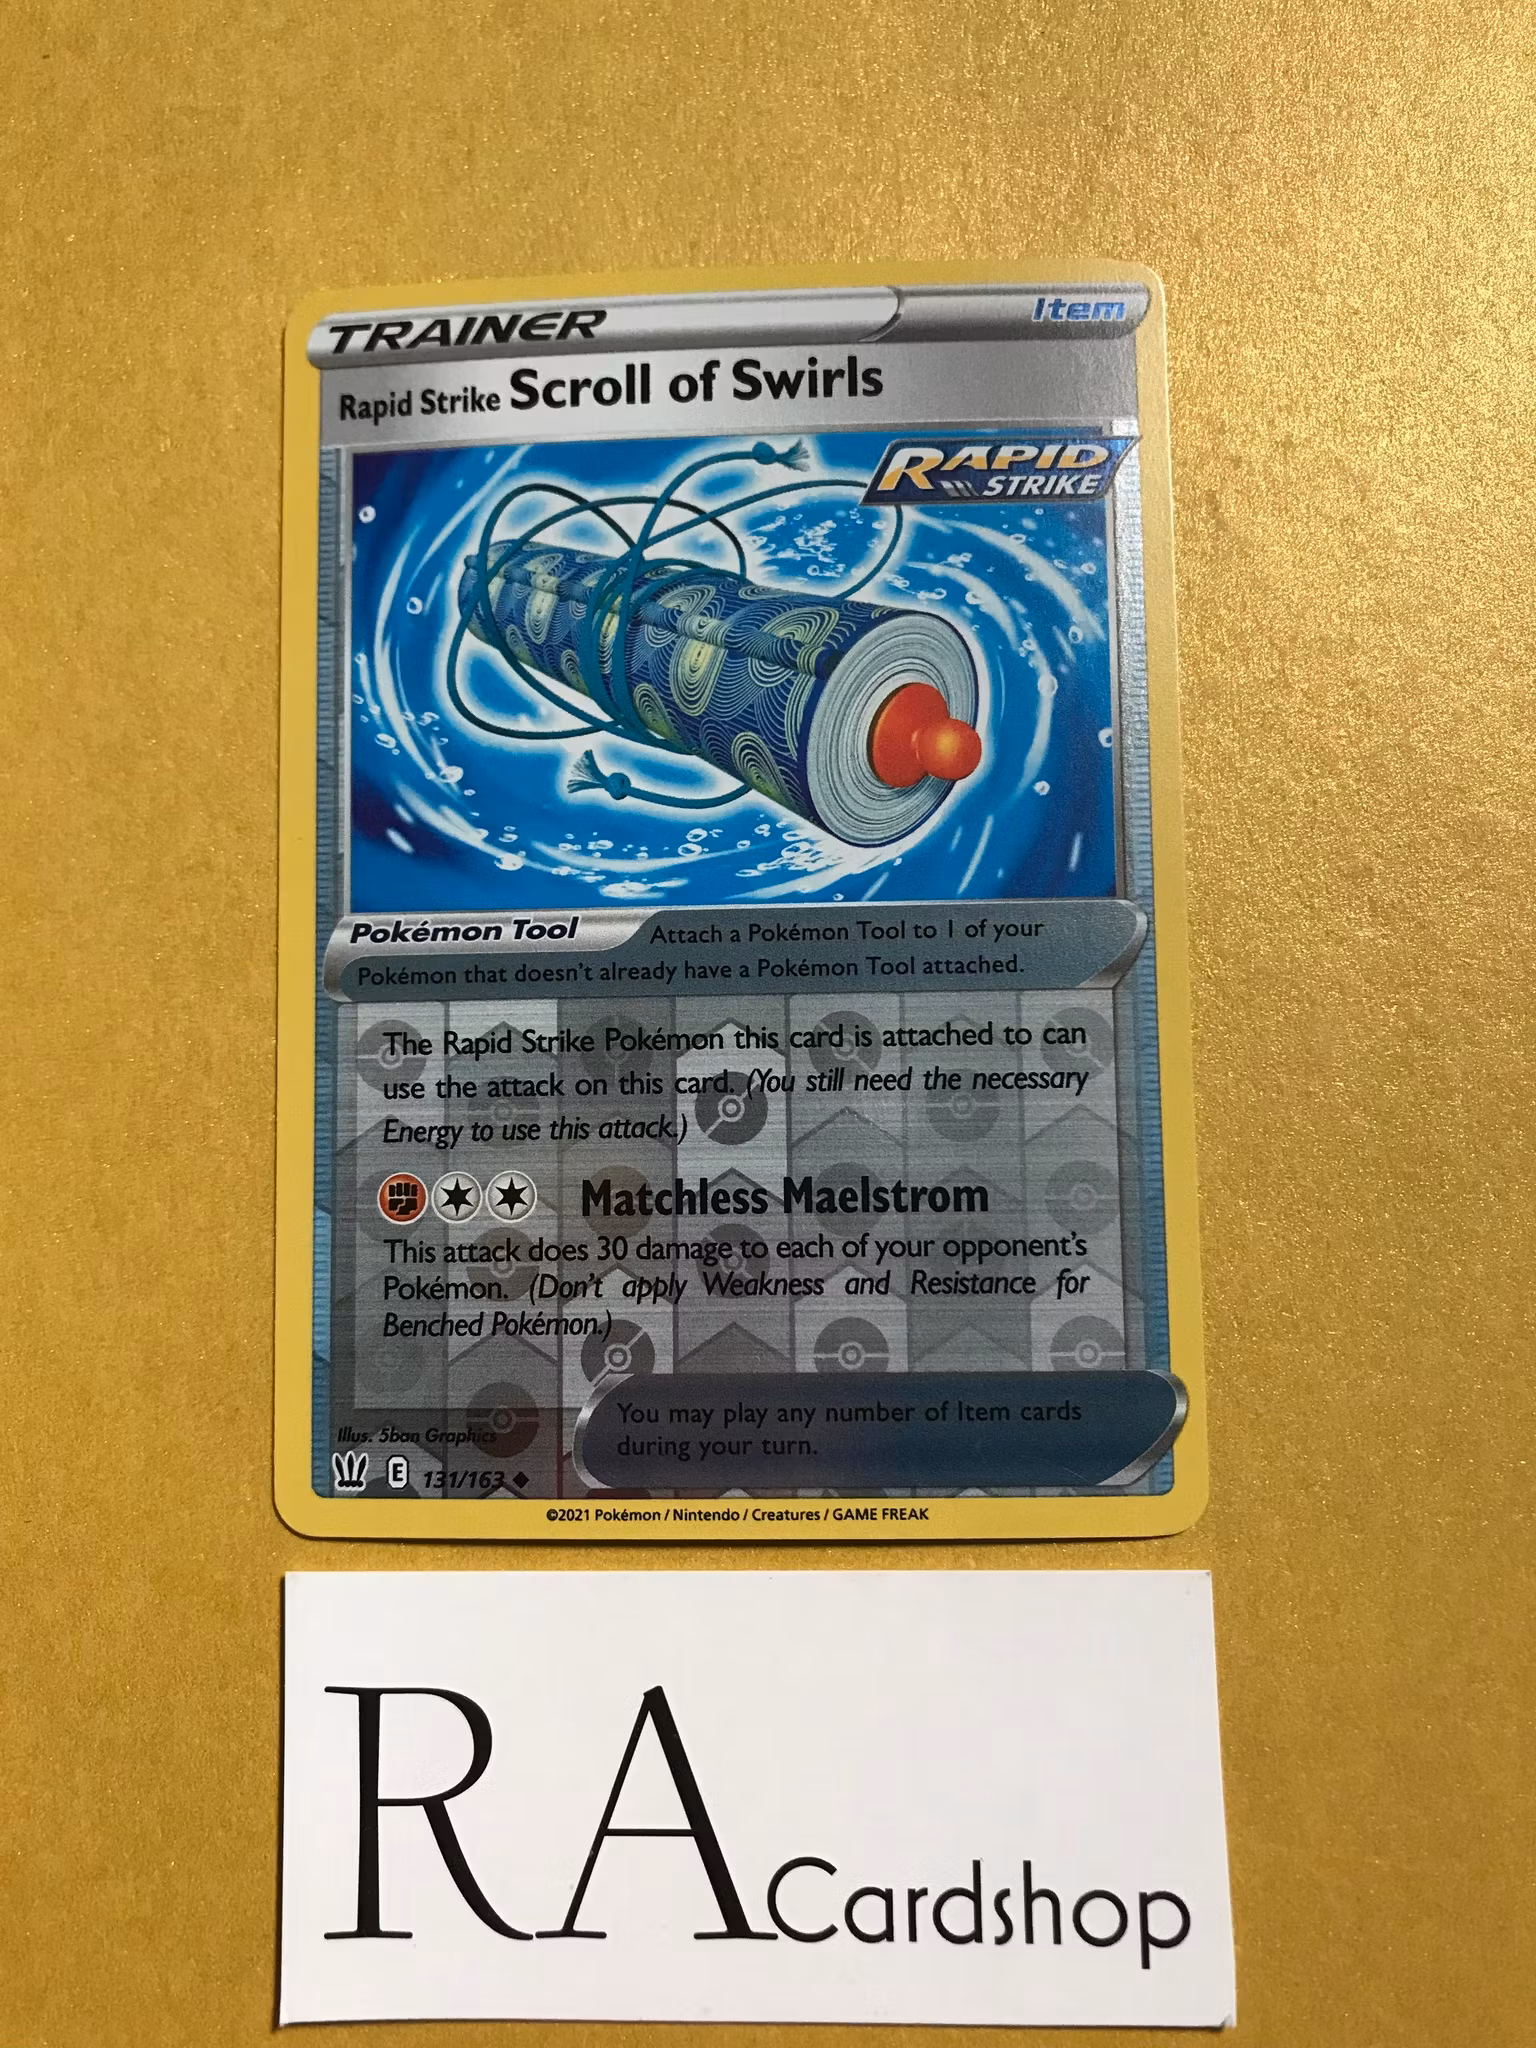 TRAINER Item
Rapid Strike Scroll of Swirls
RAPID
STRIKE
Pokémon Tool Attach a Pokémon Tool to 1 of your
Pokémon that doesn't already have a Pokémon Tool attached.
The Rapid Strike Pokémon this card is attached to can
use the attack on this card. (You still need the necessary
Energy to use this attack.)
Matchless Maelstrom
This attack does 30 damage to each of your opponent's
Pokémon. (Don't apply Weakness and Resistance for
Benched Pokémon.)
You may play any number of Item cards
during your turn.
Illus. 5ban Graphics
E 131/163
©2021 Pokémon / Nintendo / Creatures / GAME FREAK
RA Cardshop